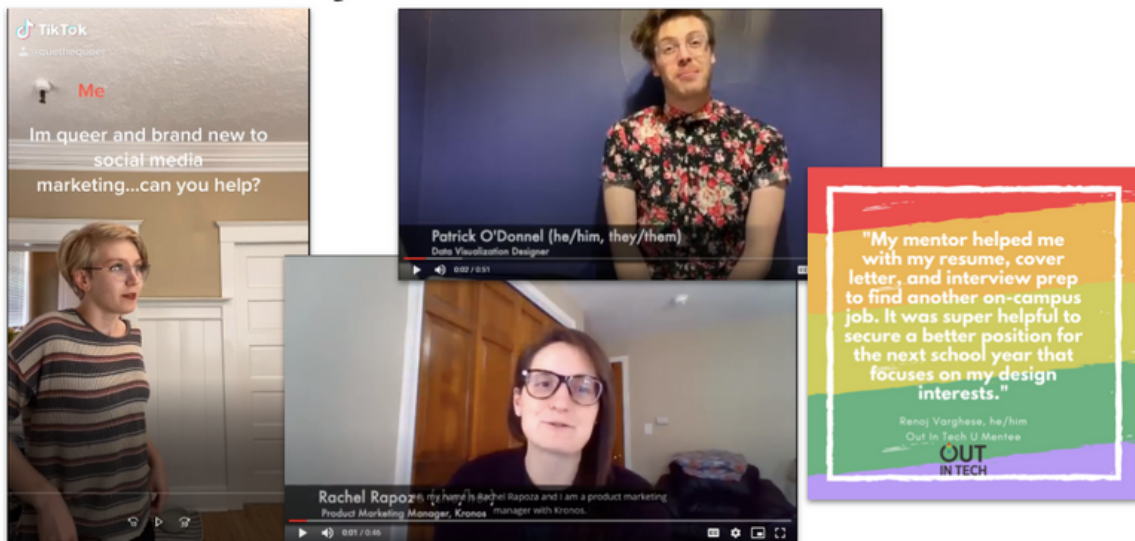 TikTok
Me
Im queer and brand new to
social media
marketing...can you help?
Patrick O'Donnel (he/him, they/them)
Data Visualization Designer
0:02 / 0:51
Rachel Rapoz
my name is Rachel Rapoza and I am a product marketing
Product Marketing Manager, Kronos
manager with Kronos.
0:01 / 0:46
"My mentor helped me
with my resume, cover
letter, and interview prep
to find another on-campus
job. It was super helpful to
secure a better position for
the next school year that
focuses on my design
interests."
Renoj Varghese, he/him
Out In Tech U Mentee
OUT
IN TECH